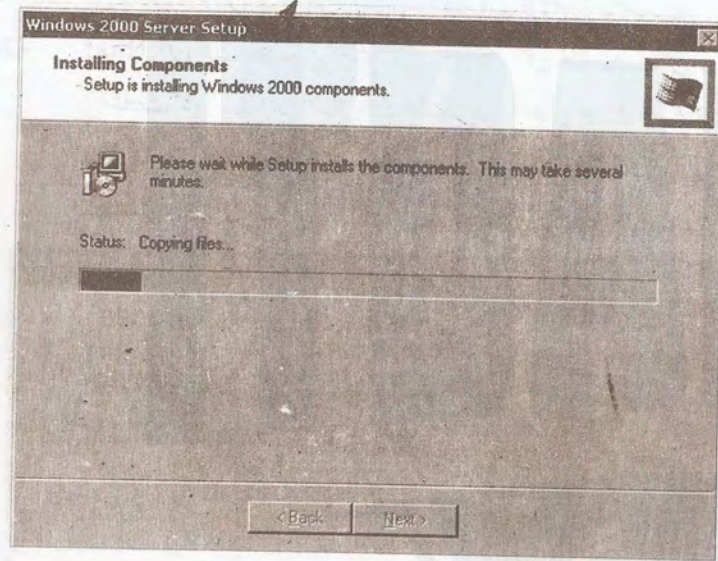 Windows 2000 Server Setup
Installing Components
Setup is installing Windows 2000 components.
Please wait while Setup installs the components. This may take several
minutes.
Status: Copying files...
< Back
Next >